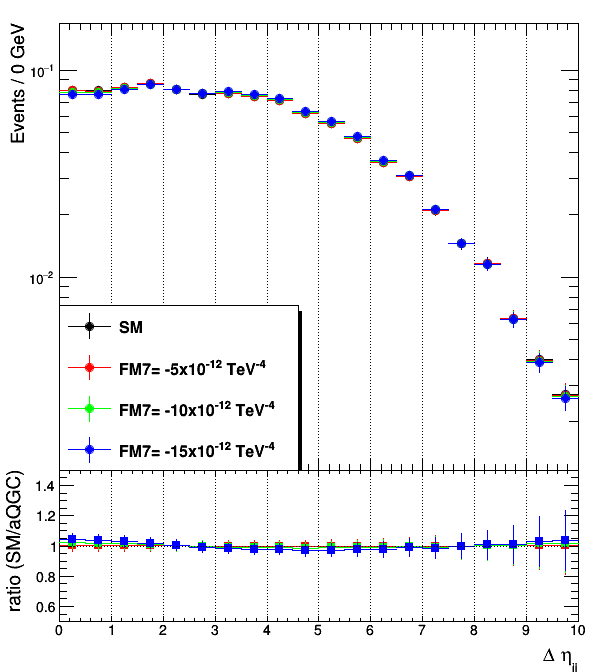 Events / 0 GeV
10⁻¹
10⁻²
SM
FM7= -5x10⁻¹² TeV⁻⁴
FM7= -10x10⁻¹² TeV⁻⁴
FM7= -15x10⁻¹² TeV⁻⁴
ratio (SM/aQGC)
1.4
1.2
1
0.8
0.6
0 1 2 3 4 5 6 7 8 9 10
Δ η_jj